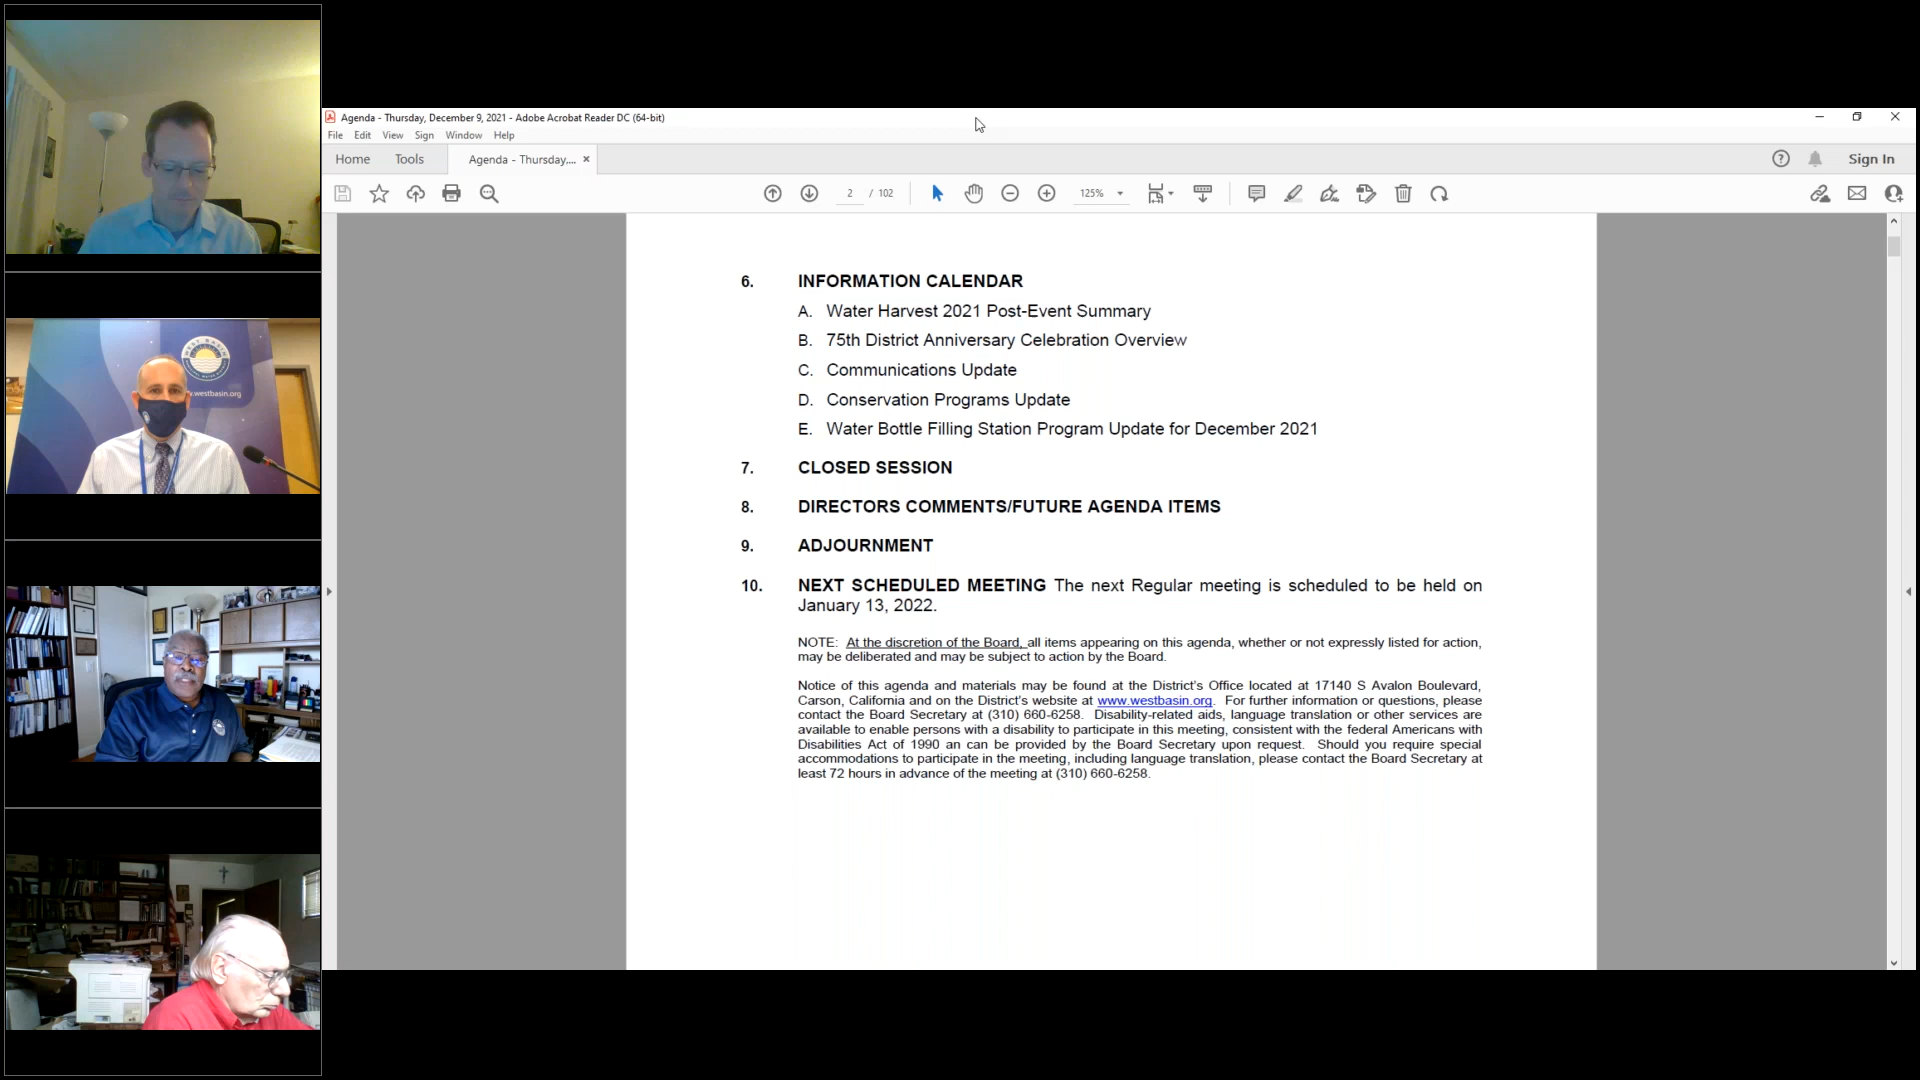 Agenda - Thursday, December 9, 2021 - Adobe Acrobat Reader DC (64-bit)
File Edit View Sign Window Help
Home Tools Agenda - Thursday,... × Sign In
2 / 102 125%
6. INFORMATION CALENDAR
A. Water Harvest 2021 Post-Event Summary
B. 75th District Anniversary Celebration Overview
C. Communications Update
D. Conservation Programs Update
E. Water Bottle Filling Station Program Update for December 2021
7. CLOSED SESSION
8. DIRECTORS COMMENTS/FUTURE AGENDA ITEMS
9. ADJOURNMENT
10. NEXT SCHEDULED MEETING The next Regular meeting is scheduled to be held on
January 13, 2022.
NOTE: At the discretion of the Board, all items appearing on this agenda, whether or not expressly listed for action,
may be deliberated and may be subject to action by the Board.
Notice of this agenda and materials may be found at the District's Office located at 17140 S Avalon Boulevard,
Carson, California and on the District's website at www.westbasin.org. For further information or questions, please
contact the Board Secretary at (310) 660-6258. Disability-related aids, language translation or other services are
available to enable persons with a disability to participate in this meeting, consistent with the federal Americans with
Disabilities Act of 1990 an can be provided by the Board Secretary upon request. Should you require special
accommodations to participate in the meeting, including language translation, please contact the Board Secretary at
least 72 hours in advance of the meeting at (310) 660-6258.
WEST BASIN
w.westbasin.org